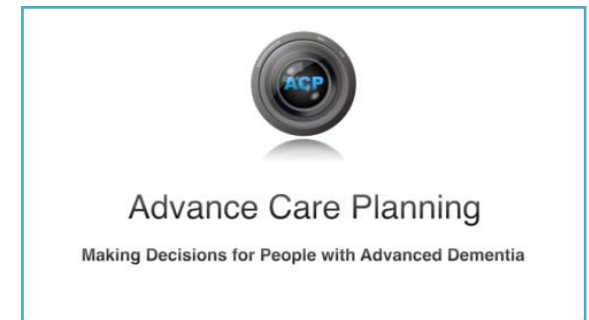 ACP
Advance Care Planning
Making Decisions for People with Advanced Dementia